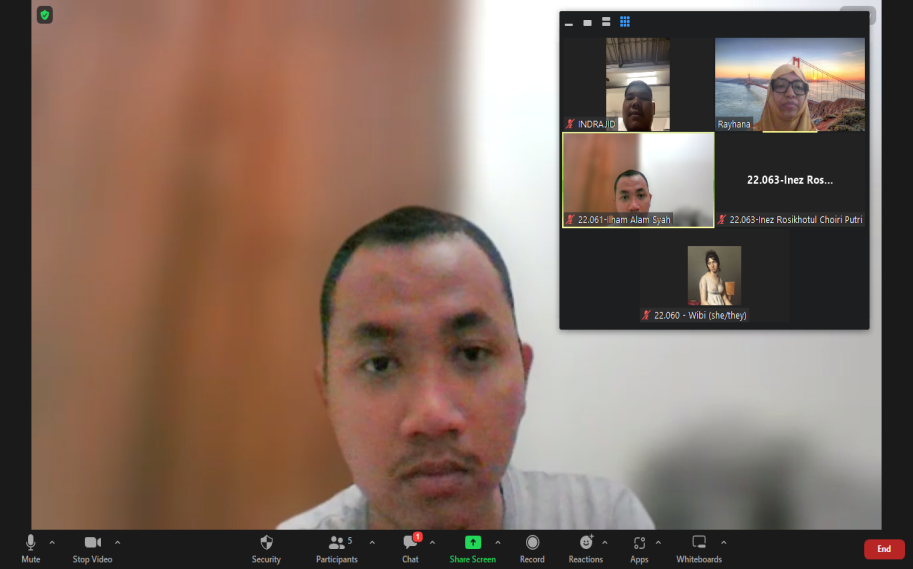 INDRAJID
Rayhana
22.063-Inez Ros...
22.061-Ilham Alam Syah
22.063-Inez Rosikhotul Choiri Putri
22.060 - Wibi (she/they)
Mute
Stop Video
Security
5
Participants
1
Chat
Share Screen
Record
Reactions
Apps
Whiteboards
End